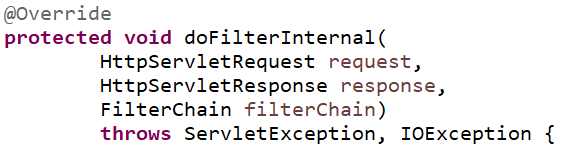 @Override
protected void doFilterInternal(
HttpServletRequest request,
HttpServletResponse response,
FilterChain filterChain)
throws ServletException, IOException {